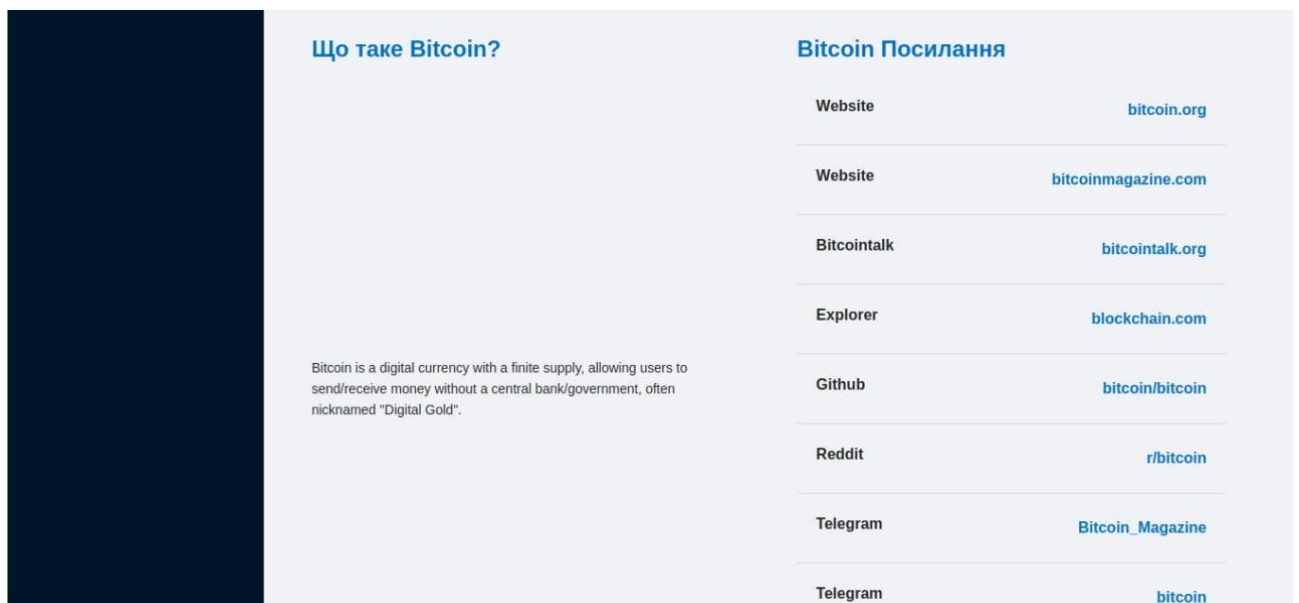 Що таке Bitcoin?
Bitcoin is a digital currency with a finite supply, allowing users to
send/receive money without a central bank/government, often
nicknamed "Digital Gold".
Bitcoin Посилання
Website bitcoin.org
Website bitcoinmagazine.com
Bitcointalk bitcointalk.org
Explorer blockchain.com
Github bitcoin/bitcoin
Reddit r/bitcoin
Telegram Bitcoin_Magazine
Telegram bitcoin